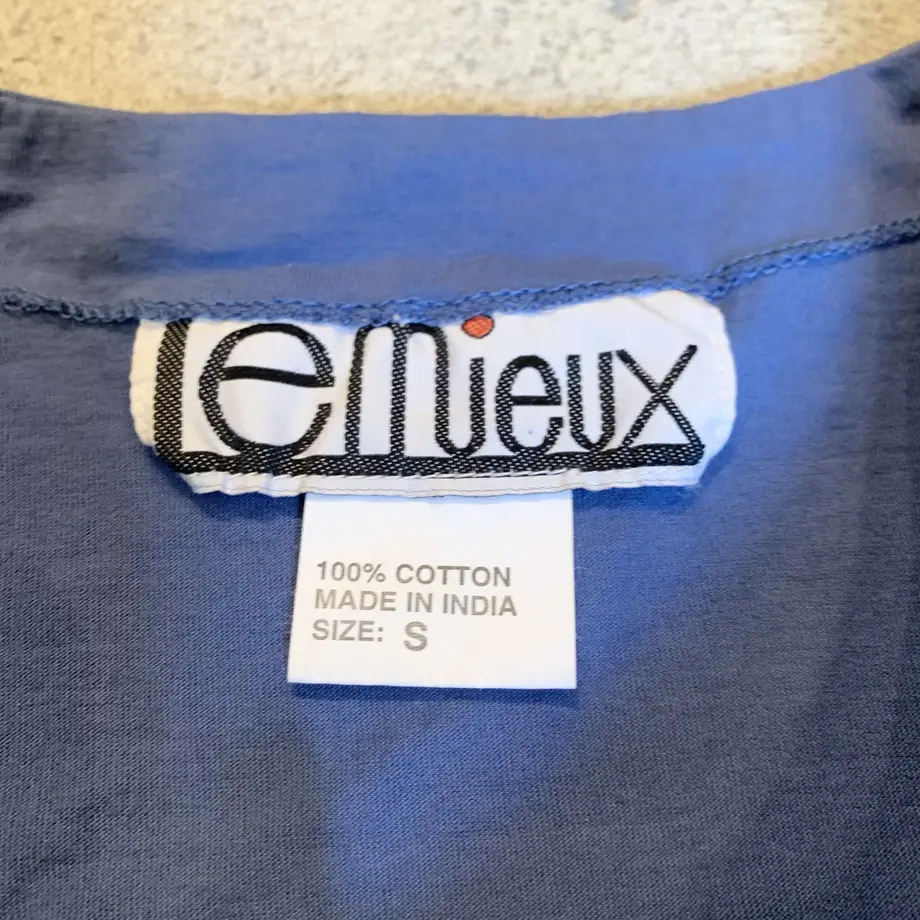 Lemieux
100% COTTON
MADE IN INDIA
SIZE: S